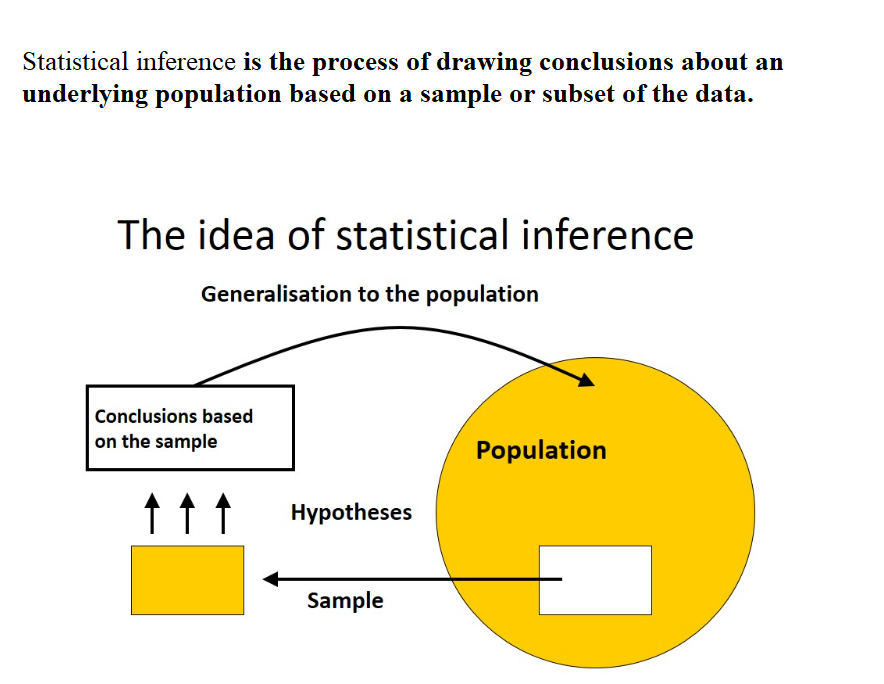 Statistical inference is the process of drawing conclusions about an
underlying population based on a sample or subset of the data.
The idea of statistical inference
Generalisation to the population
Conclusions based
on the sample
Population
Hypotheses
Sample